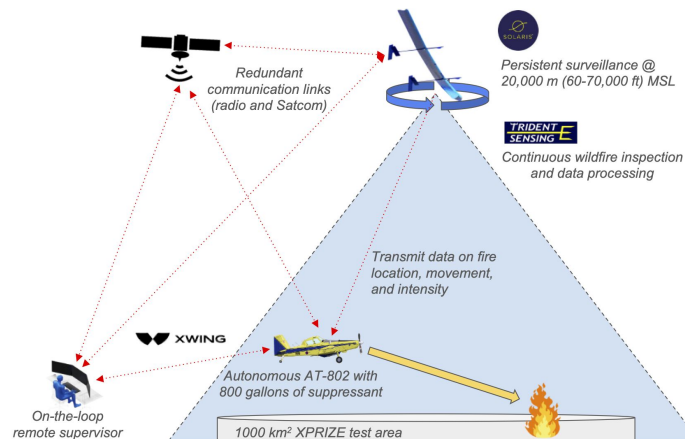 SOLARIS
Persistent surveillance @
20,000 m (60-70,000 ft) MSL
Redundant
communication links
(radio and Satcom)
TRIDENT
SENSING E
Continuous wildfire inspection
and data processing
Transmit data on fire
location, movement,
and intensity
XWING
Autonomous AT-802 with
800 gallons of suppressant
On-the-loop
remote supervisor
1000 km² XPRIZE test area